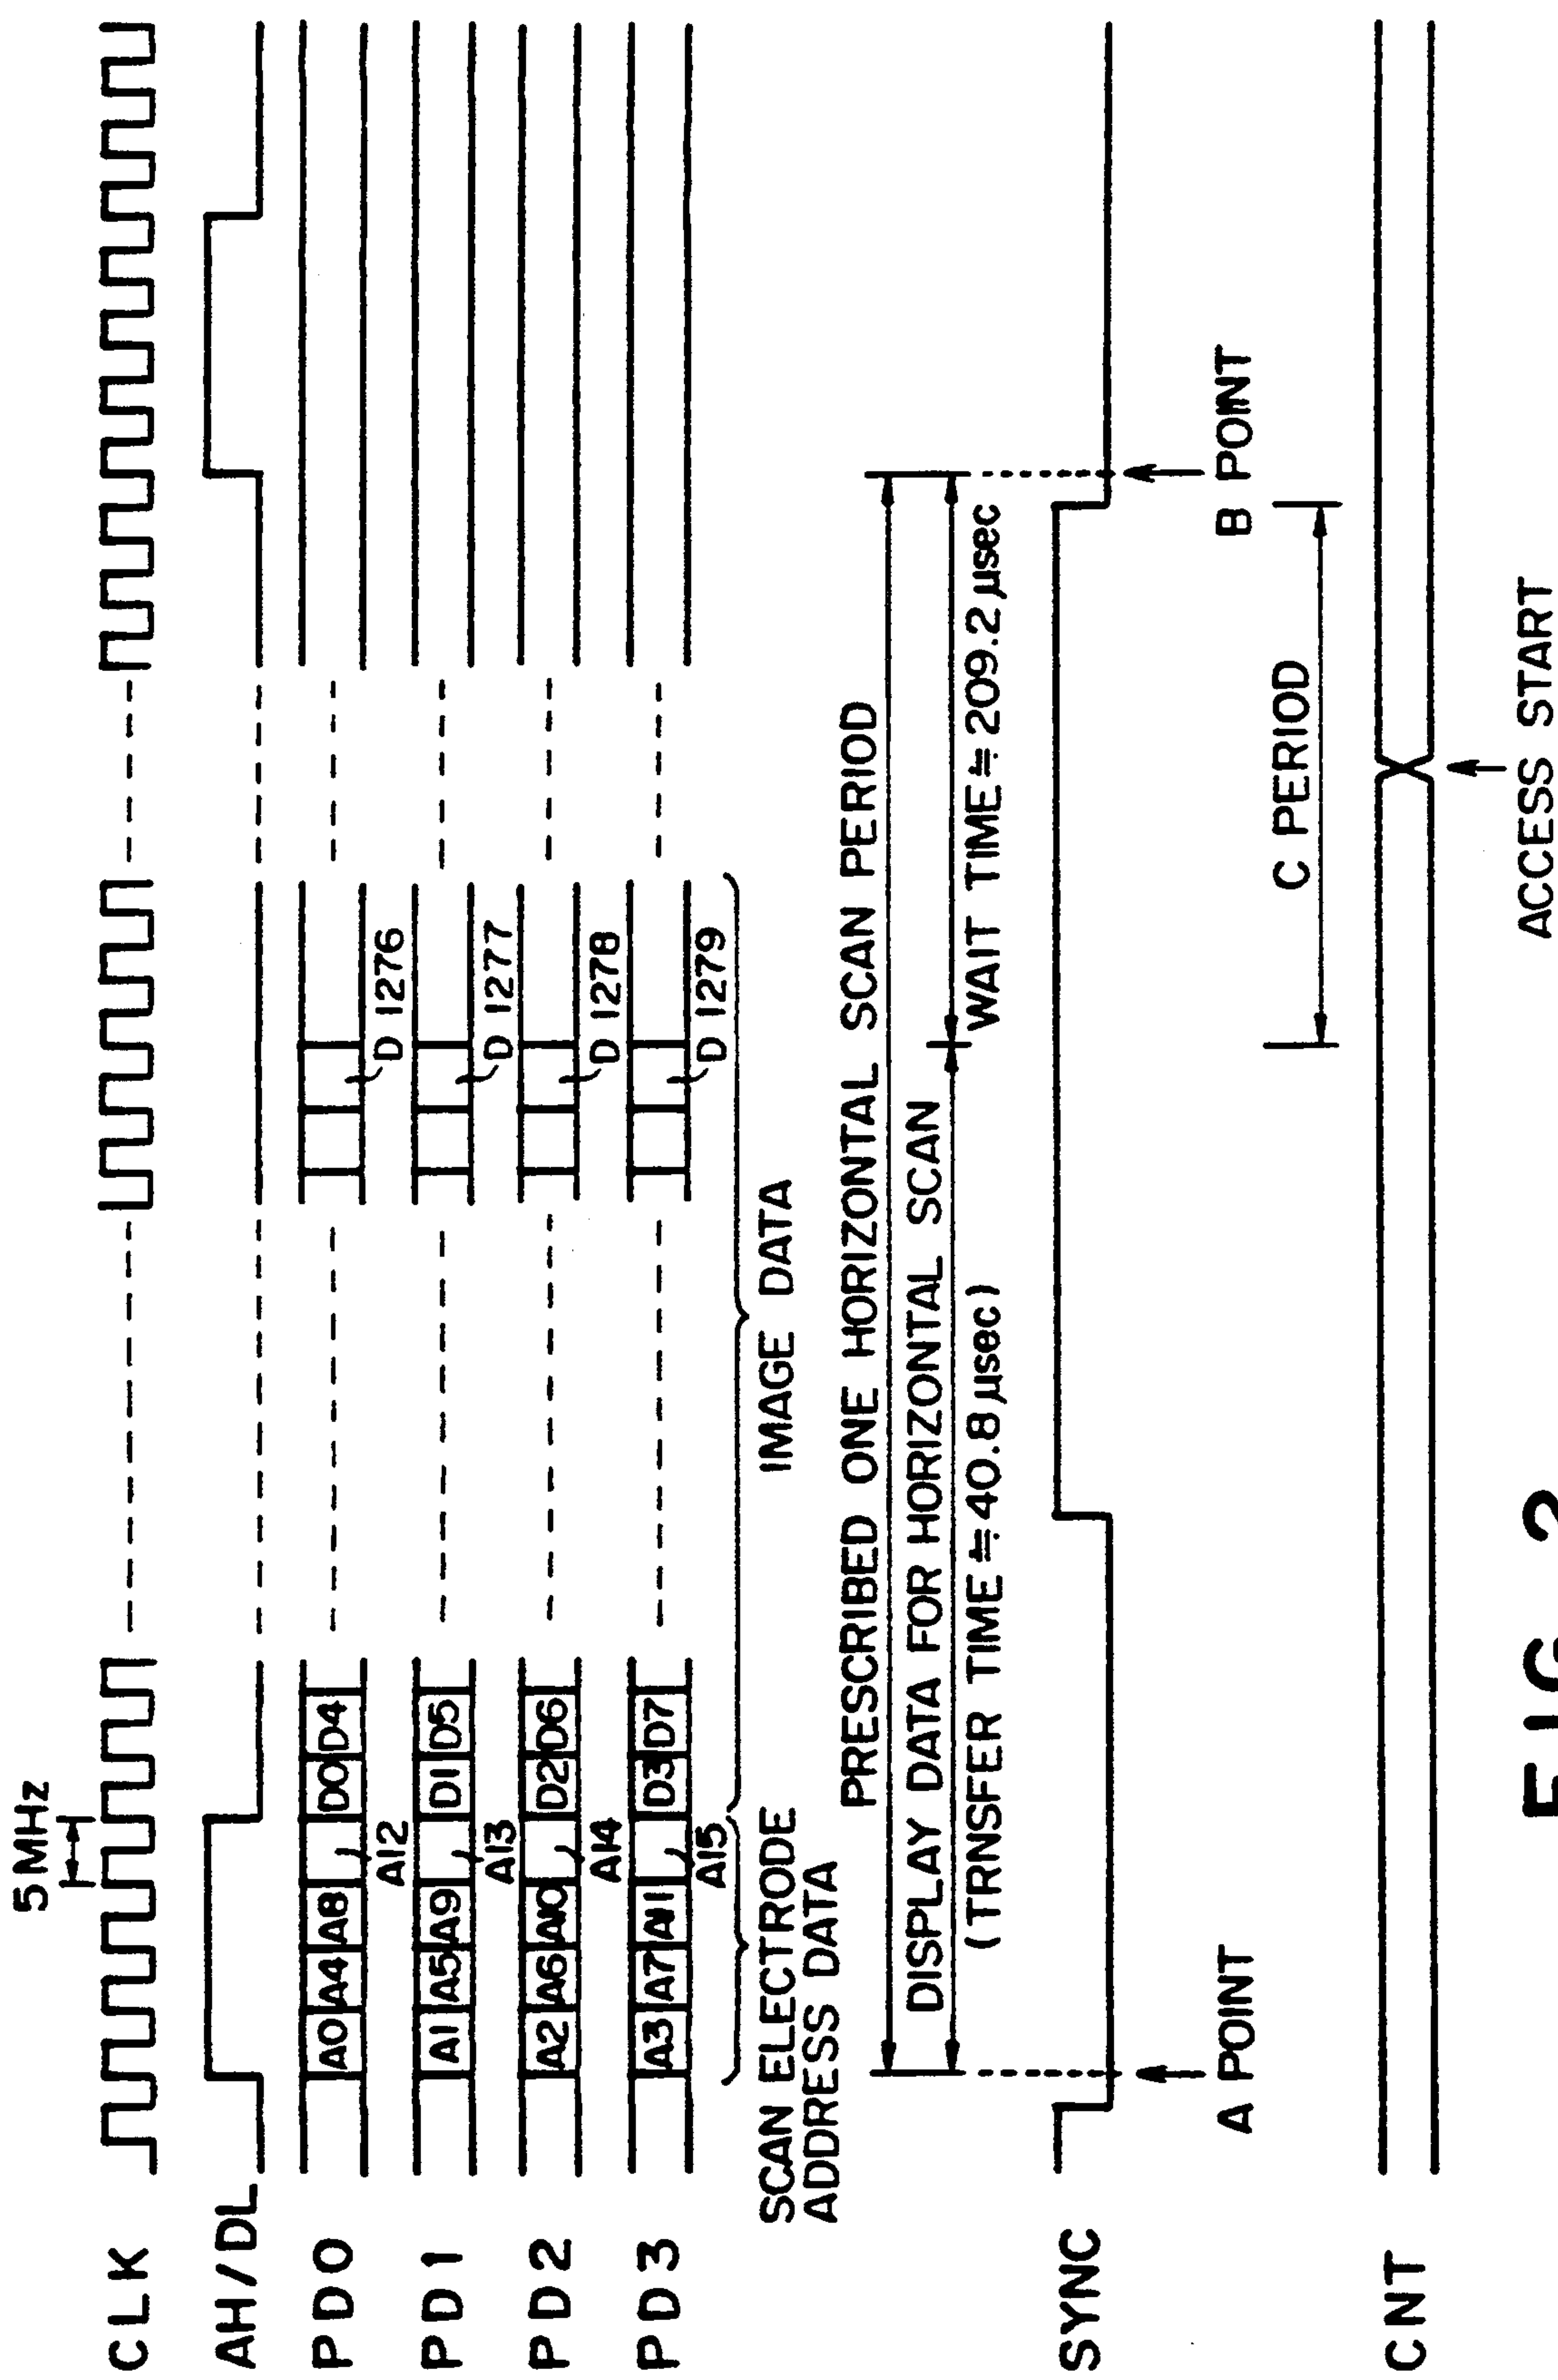 5 MHz
CLK
AH/DL
PD0 A0 A4 A8 D0 D4
A12
D 1276
PD1 A1 A5 A9 D1 D5
A13
D 1277
PD2 A2 A6 A10 D2 D6
A14
D 1278
PD3 A3 A7 A11 D3 D7
A15
D 1279
SCAN ELECTRODE
ADDRESS DATA
IMAGE DATA
PRESCRIBED ONE HORIZONTAL SCAN PERIOD
DISPLAY DATA FOR HORIZONTAL SCAN
(TRNSFER TIME ≒ 40.8 μsec)
WAIT TIME ≒ 209.2 μsec
SYNC
A POINT
B POINT
C PERIOD
CNT
ACCESS START